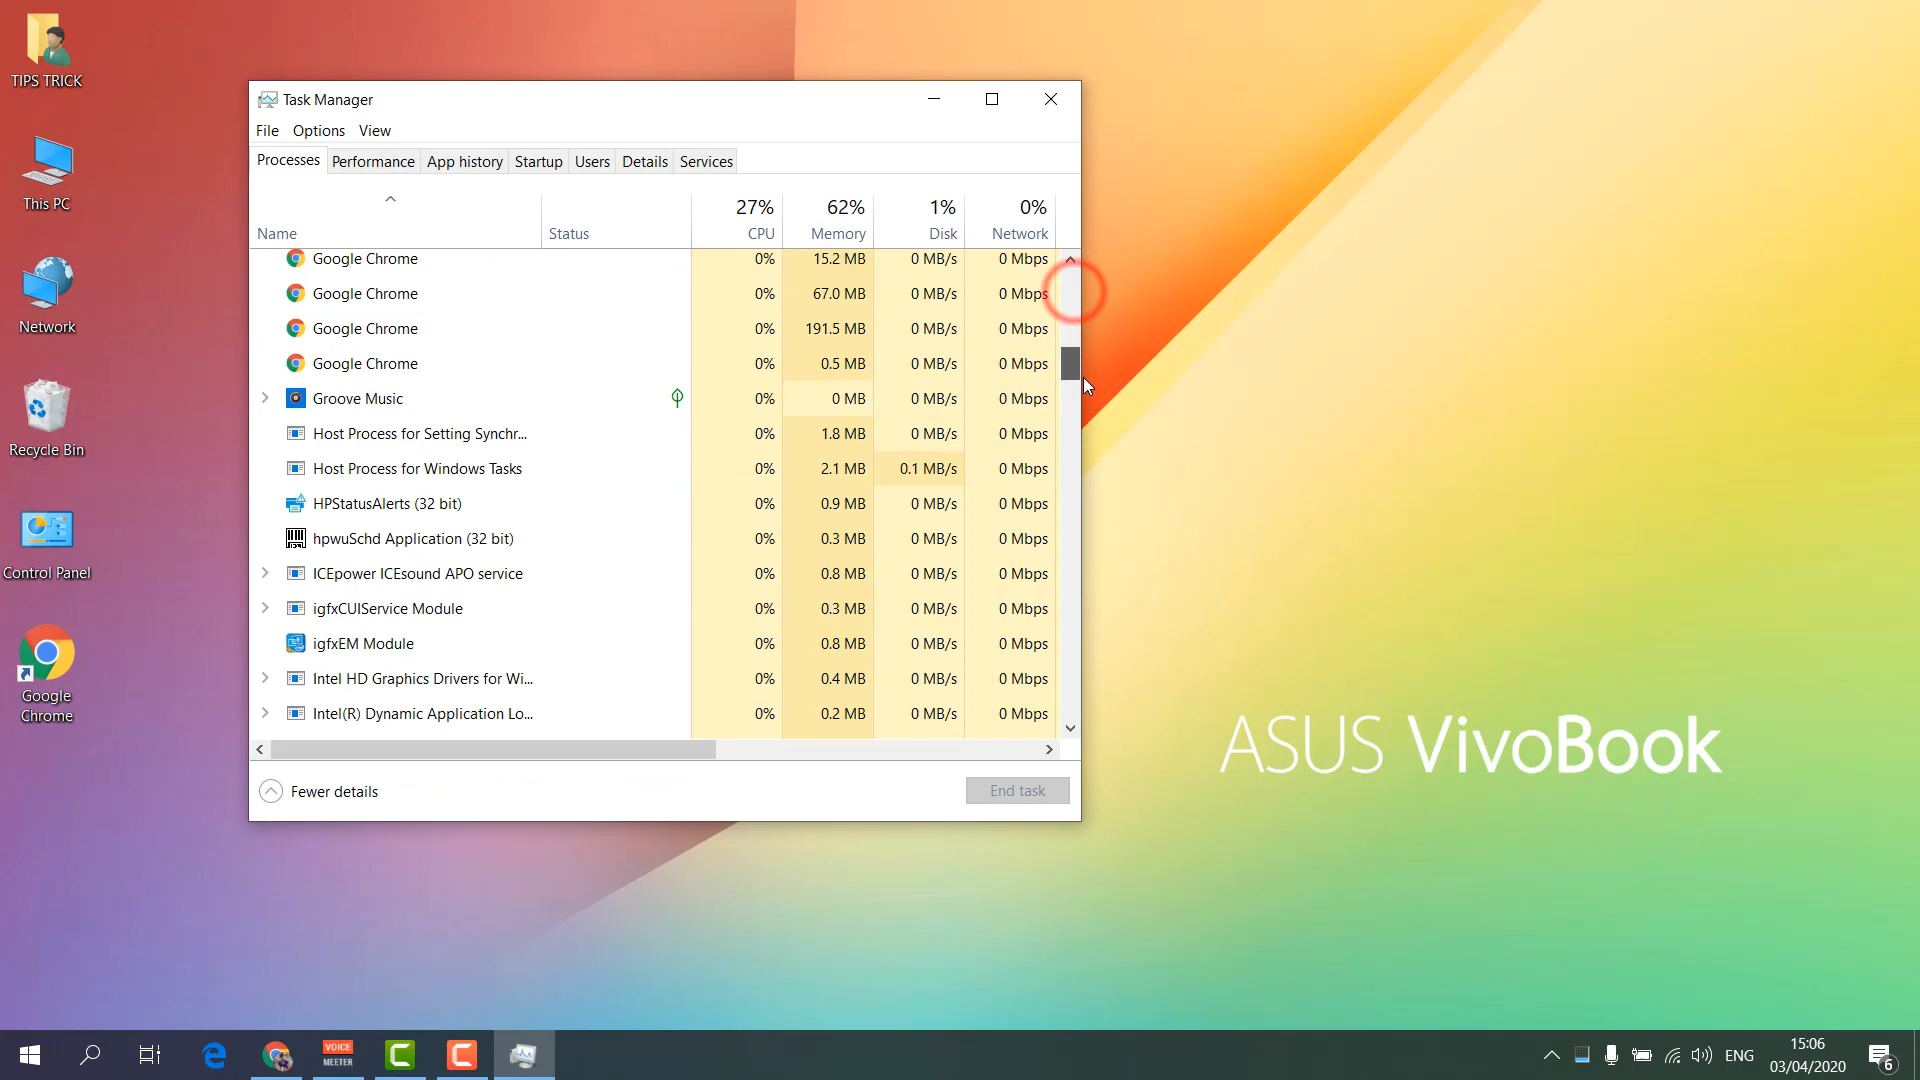 TIPS TRICK
This PC
Network
Recycle Bin
Control Panel
Google
Chrome
Task Manager
File Options View
Processes Performance App history Startup Users Details Services
27% 62% 1% 0%
Name Status CPU Memory Disk Network
Google Chrome 0% 15.2 MB 0 MB/s 0 Mbps
Google Chrome 0% 67.0 MB 0 MB/s 0 Mbps
Google Chrome 0% 191.5 MB 0 MB/s 0 Mbps
Google Chrome 0% 0.5 MB 0 MB/s 0 Mbps
Groove Music 0% 0 MB 0 MB/s 0 Mbps
Host Process for Setting Synchr... 0% 1.8 MB 0 MB/s 0 Mbps
Host Process for Windows Tasks 0% 2.1 MB 0.1 MB/s 0 Mbps
HPStatusAlerts (32 bit) 0% 0.9 MB 0 MB/s 0 Mbps
hpwuSchd Application (32 bit) 0% 0.3 MB 0 MB/s 0 Mbps
ICEpower ICEsound APO service 0% 0.8 MB 0 MB/s 0 Mbps
igfxCUIService Module 0% 0.3 MB 0 MB/s 0 Mbps
igfxEM Module 0% 0.8 MB 0 MB/s 0 Mbps
Intel HD Graphics Drivers for Wi... 0% 0.4 MB 0 MB/s 0 Mbps
Intel(R) Dynamic Application Lo... 0% 0.2 MB 0 MB/s 0 Mbps
Fewer details End task
ASUS VivoBook
VOICE
MEETER
ENG
15:06
03/04/2020
6